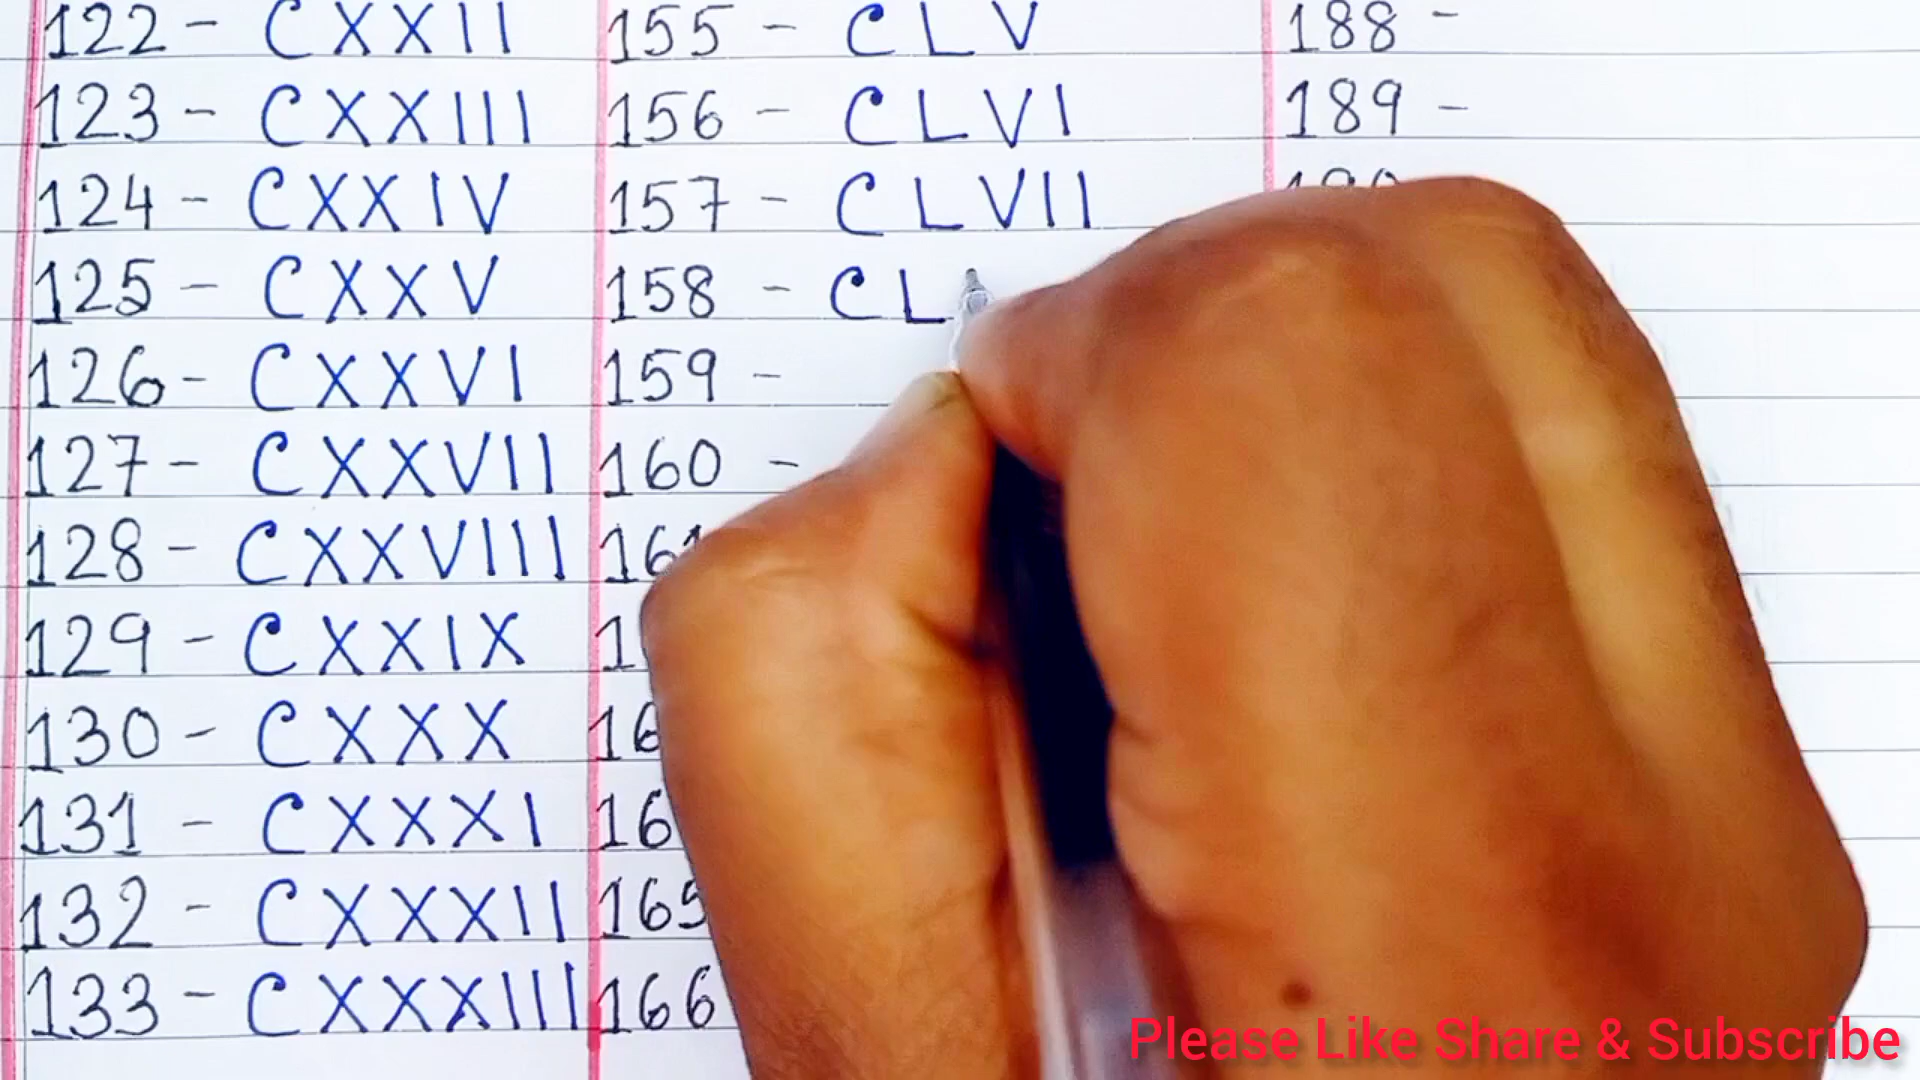 122 - CXXII
123 - CXXIII
124 - CXXIV
125 - CXXV
126 - CXXVI
127 - CXXVII
128 - CXXVIII
129 - CXXIX
130 - CXXX
131 - CXXXI
132 - CXXXII
133 - CXXXIII
155 - CLV
156 - CLVI
157 - CLVII
158 - CL
159 -
160 -
166
188 -
189 -
Please Like Share & Subscribe